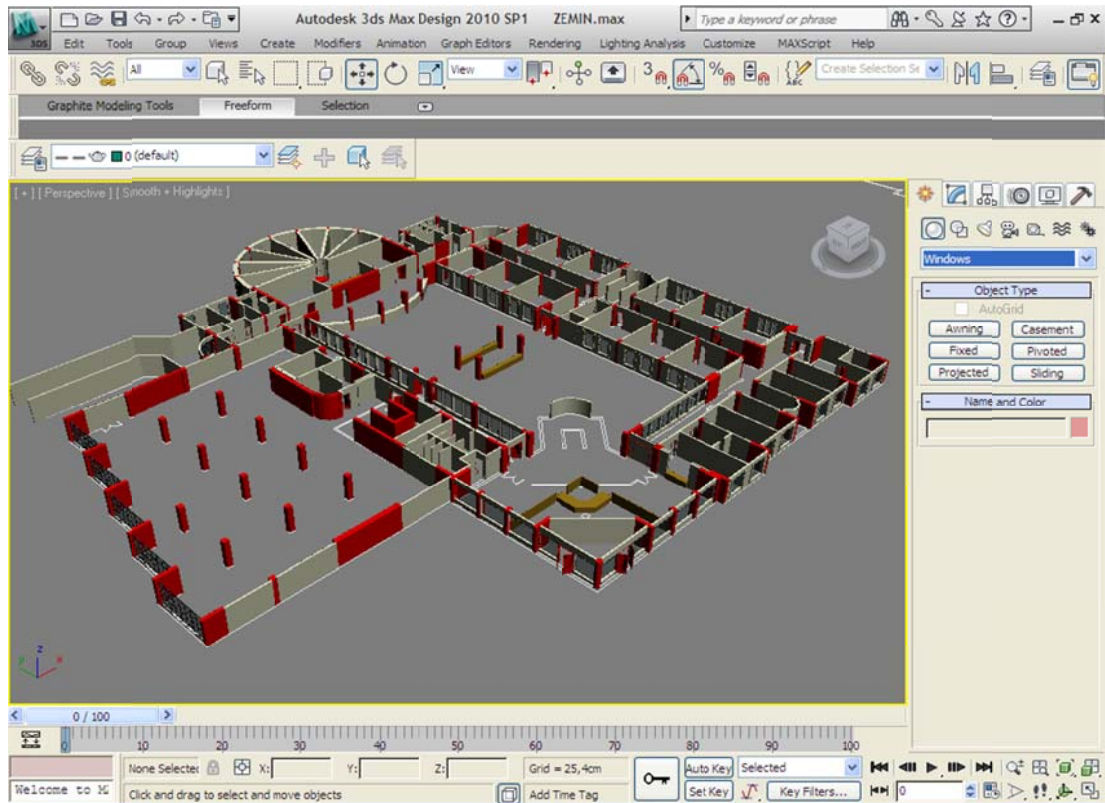 Autodesk 3ds Max Design 2010 SP1 ZEMIN.max Type a keyword or phrase
3DS Edit Tools Group Views Create Modifiers Animation Graph Editors Rendering Lighting Analysis Customize MAXScript Help
All View 3 % ABC Create Selection Se
Graphite Modeling Tools Freeform Selection
0 (default)
[ + ] [ Perspective ] [ Smooth + Highlights ]
Windows
- Object Type
AutoGrid
Awning Casement
Fixed Pivoted
Projected Sliding
- Name and Color
z
y x
0 / 100
0 10 20 30 40 50 60 70 80 90 100
None Selectec X: Y: Z: Grid = 25,4cm Auto Key Selected
Welcome to M Click and drag to select and move objects Add Time Tag Set Key Key Filters... 0